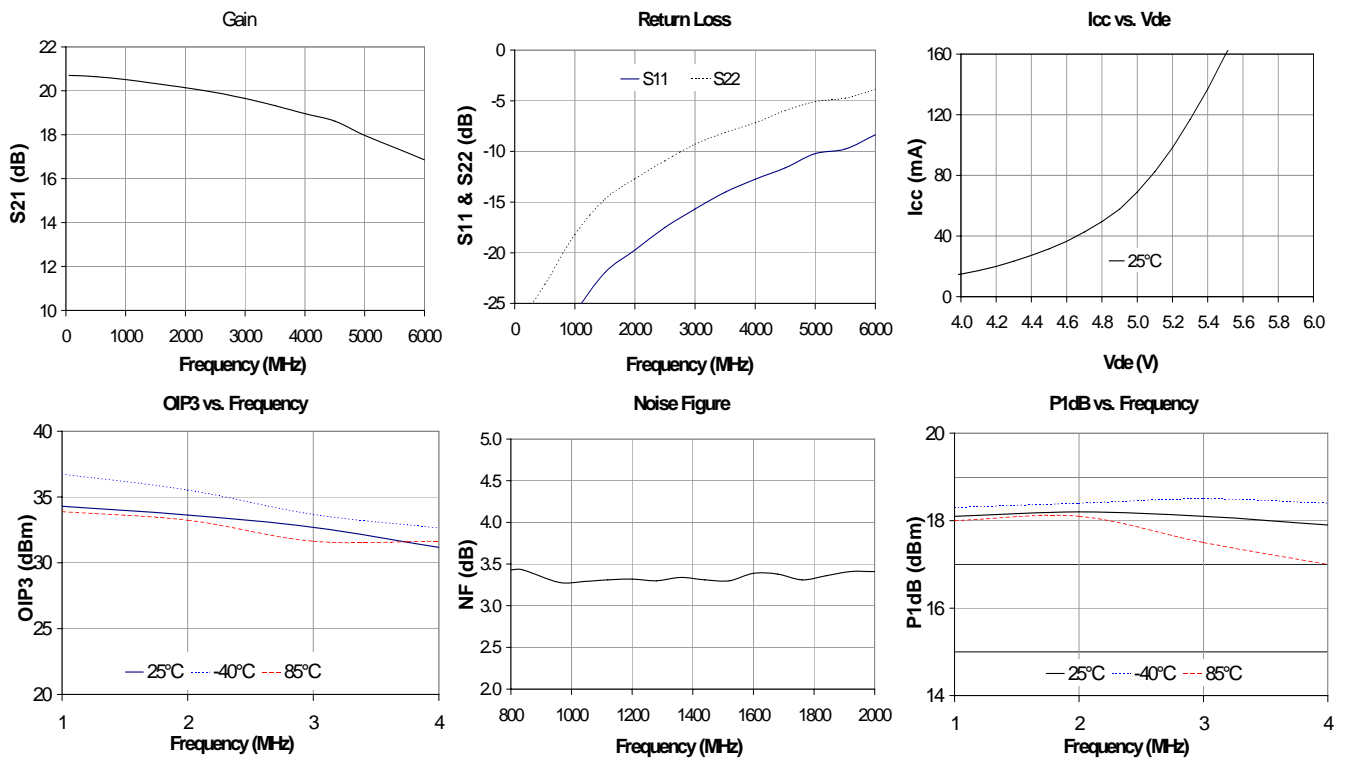 Gain
S21 (dB)
22
20
18
16
14
12
10
0
1000
2000
3000
4000
5000
6000
Frequency (MHz)
Return Loss
S11 & S22 (dB)
S11
S22
0
-5
-10
-15
-20
-25
0
1000
2000
3000
4000
5000
6000
Frequency (MHz)
Icc vs. Vde
Icc (mA)
160
120
80
40
0
25°C
4.0
4.2
4.4
4.6
4.8
5.0
5.2
5.4
5.6
5.8
6.0
Vde (V)
OIP3 vs. Frequency
OIP3 (dBm)
40
35
30
25
20
25°C
-40°C
85°C
1
2
3
4
Frequency (MHz)
Noise Figure
NF (dB)
5.0
4.5
4.0
3.5
3.0
2.5
2.0
800
1000
1200
1400
1600
1800
2000
Frequency (MHz)
P1dB vs. Frequency
P1dB (dBm)
20
18
16
14
25°C
-40°C
85°C
1
2
3
4
Frequency (MHz)